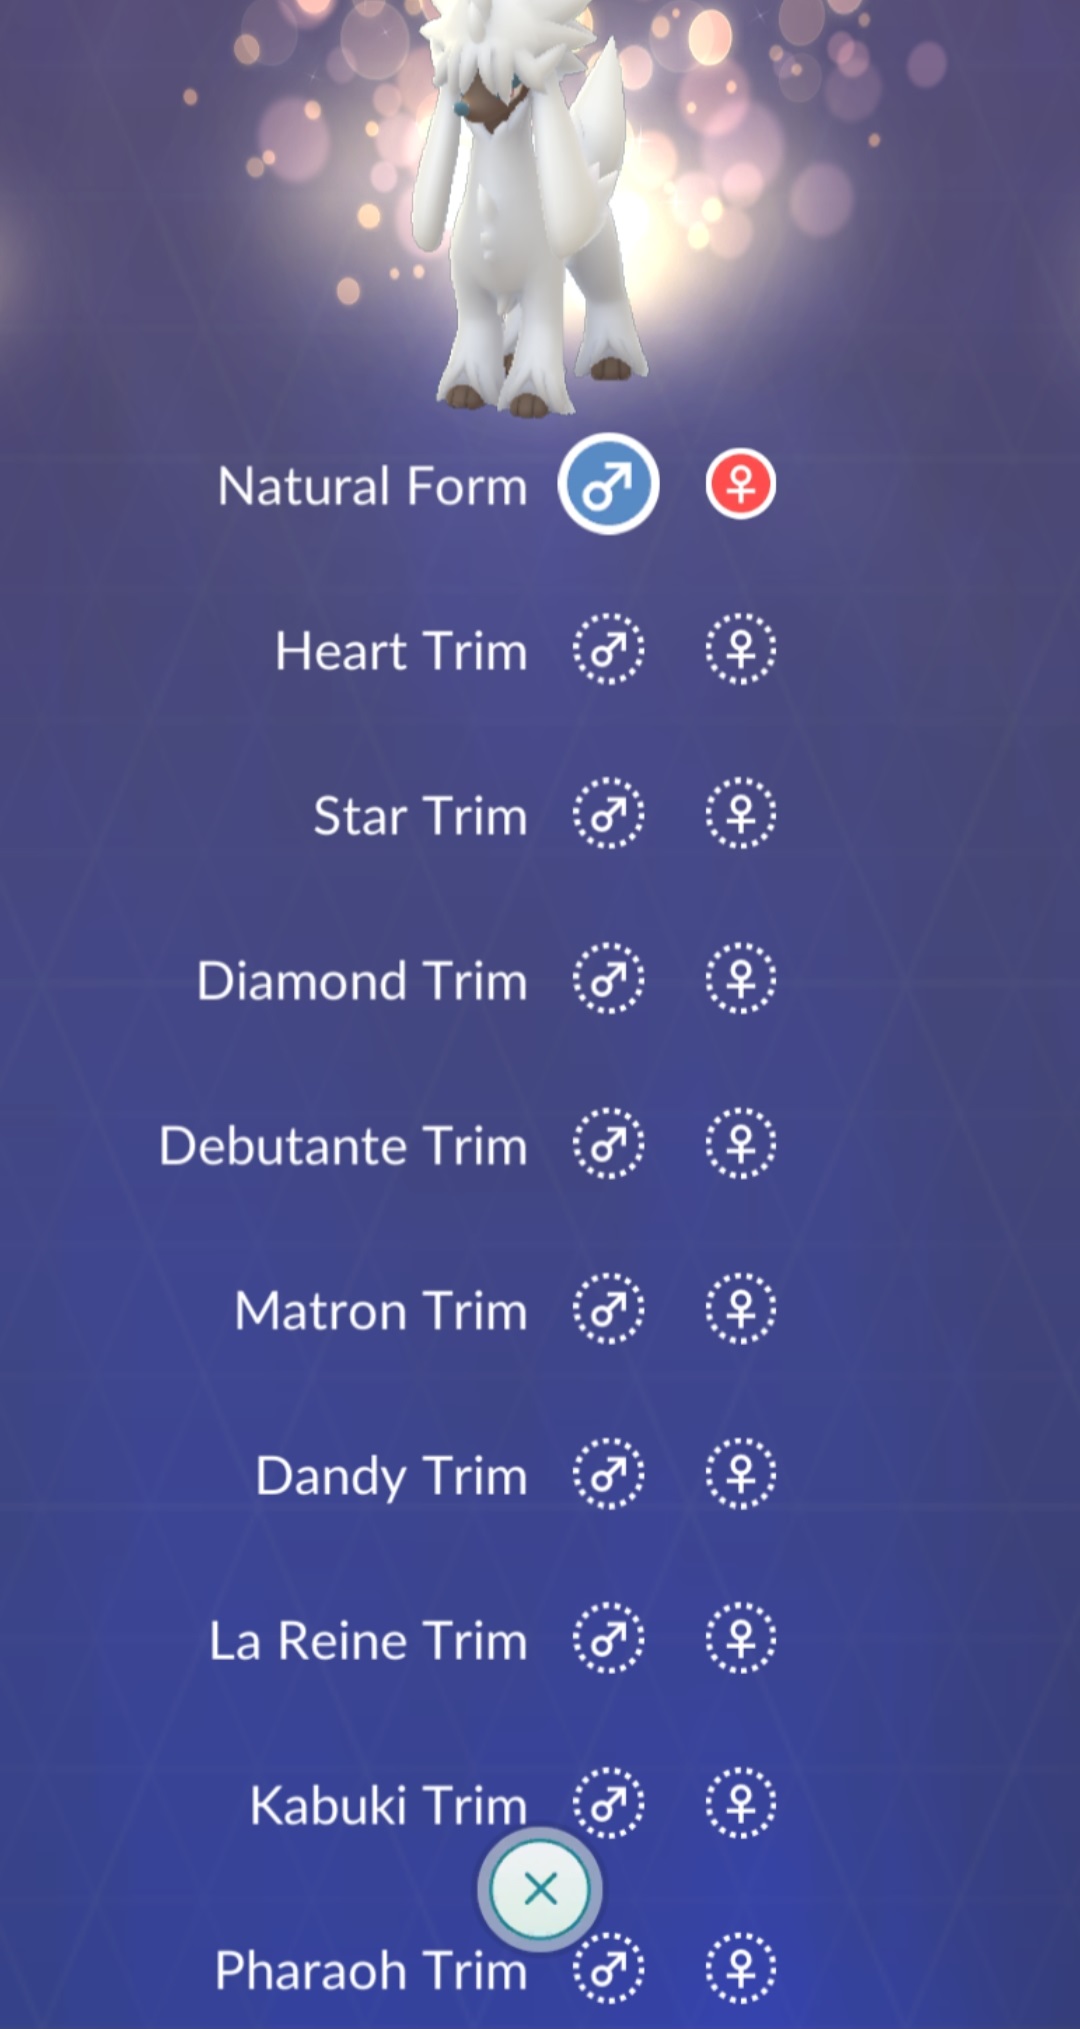 Natural Form ♂ ♀
Heart Trim ♂ ♀
Star Trim ♂ ♀
Diamond Trim ♂ ♀
Debutante Trim ♂ ♀
Matron Trim ♂ ♀
Dandy Trim ♂ ♀
La Reine Trim ♂ ♀
Kabuki Trim ♂ ♀
Pharaoh Trim ♂ ♀